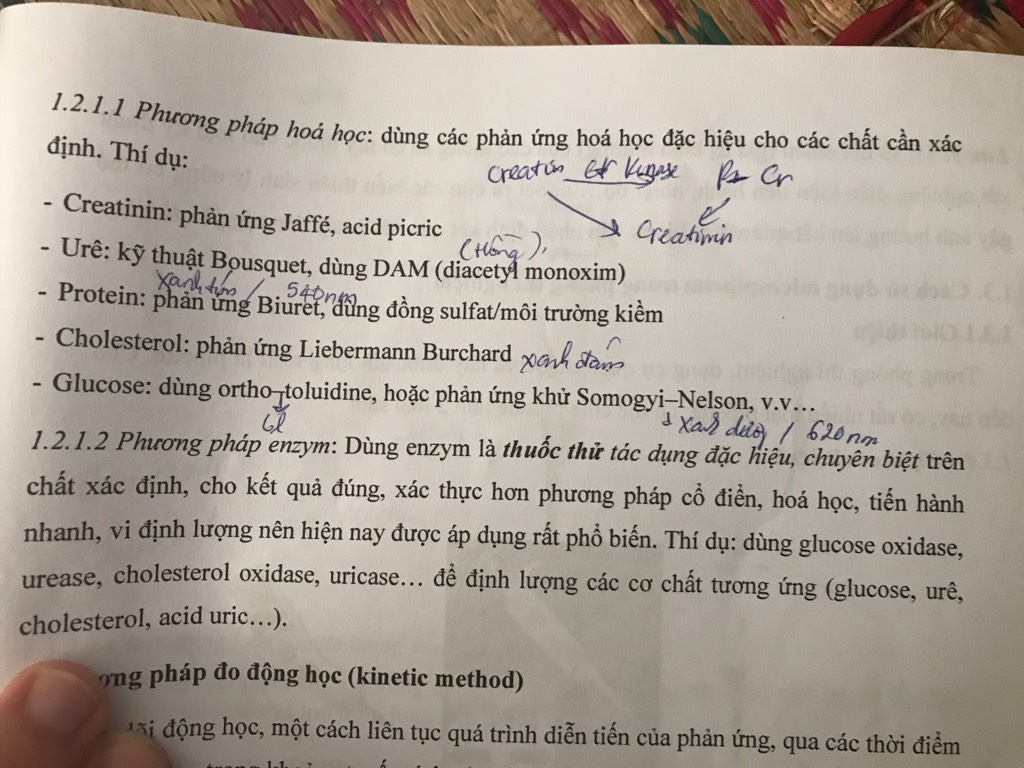 1.2.1.1 Phương pháp hoá học: dùng các phản ứng hoá học đặc hiệu cho các chất cần xác
định. Thí dụ:
Creatin Kinase Cr
Creatinin
- Creatinin: phản ứng Jaffé, acid picric
(Hồng)
- Urê: kỹ thuật Bousquet, dùng DAM (diacetyl monoxim)
xanh tím / 540nm
- Protein: phản ứng Biuret, dùng đồng sulfat/môi trường kiềm
- Cholesterol: phản ứng Liebermann Burchard xanh đậm
- Glucose: dùng ortho-toluidine, hoặc phản ứng khử Somogyi–Nelson, v.v…
/ 620nm
1.2.1.2 Phương pháp enzym: Dùng enzym là thuốc thử tác dụng đặc hiệu, chuyên biệt trên
chất xác định, cho kết quả đúng, xác thực hơn phương pháp cổ điển, hoá học, tiến hành
nhanh, vi định lượng nên hiện nay được áp dụng rất phổ biến. Thí dụ: dùng glucose oxidase,
urease, cholesterol oxidase, uricase… để định lượng các cơ chất tương ứng (glucose, urê,
cholesterol, acid uric…).
pháp đo động học (kinetic method)
động học, một cách liên tục quá trình diễn tiến của phản ứng, qua các thời điểm